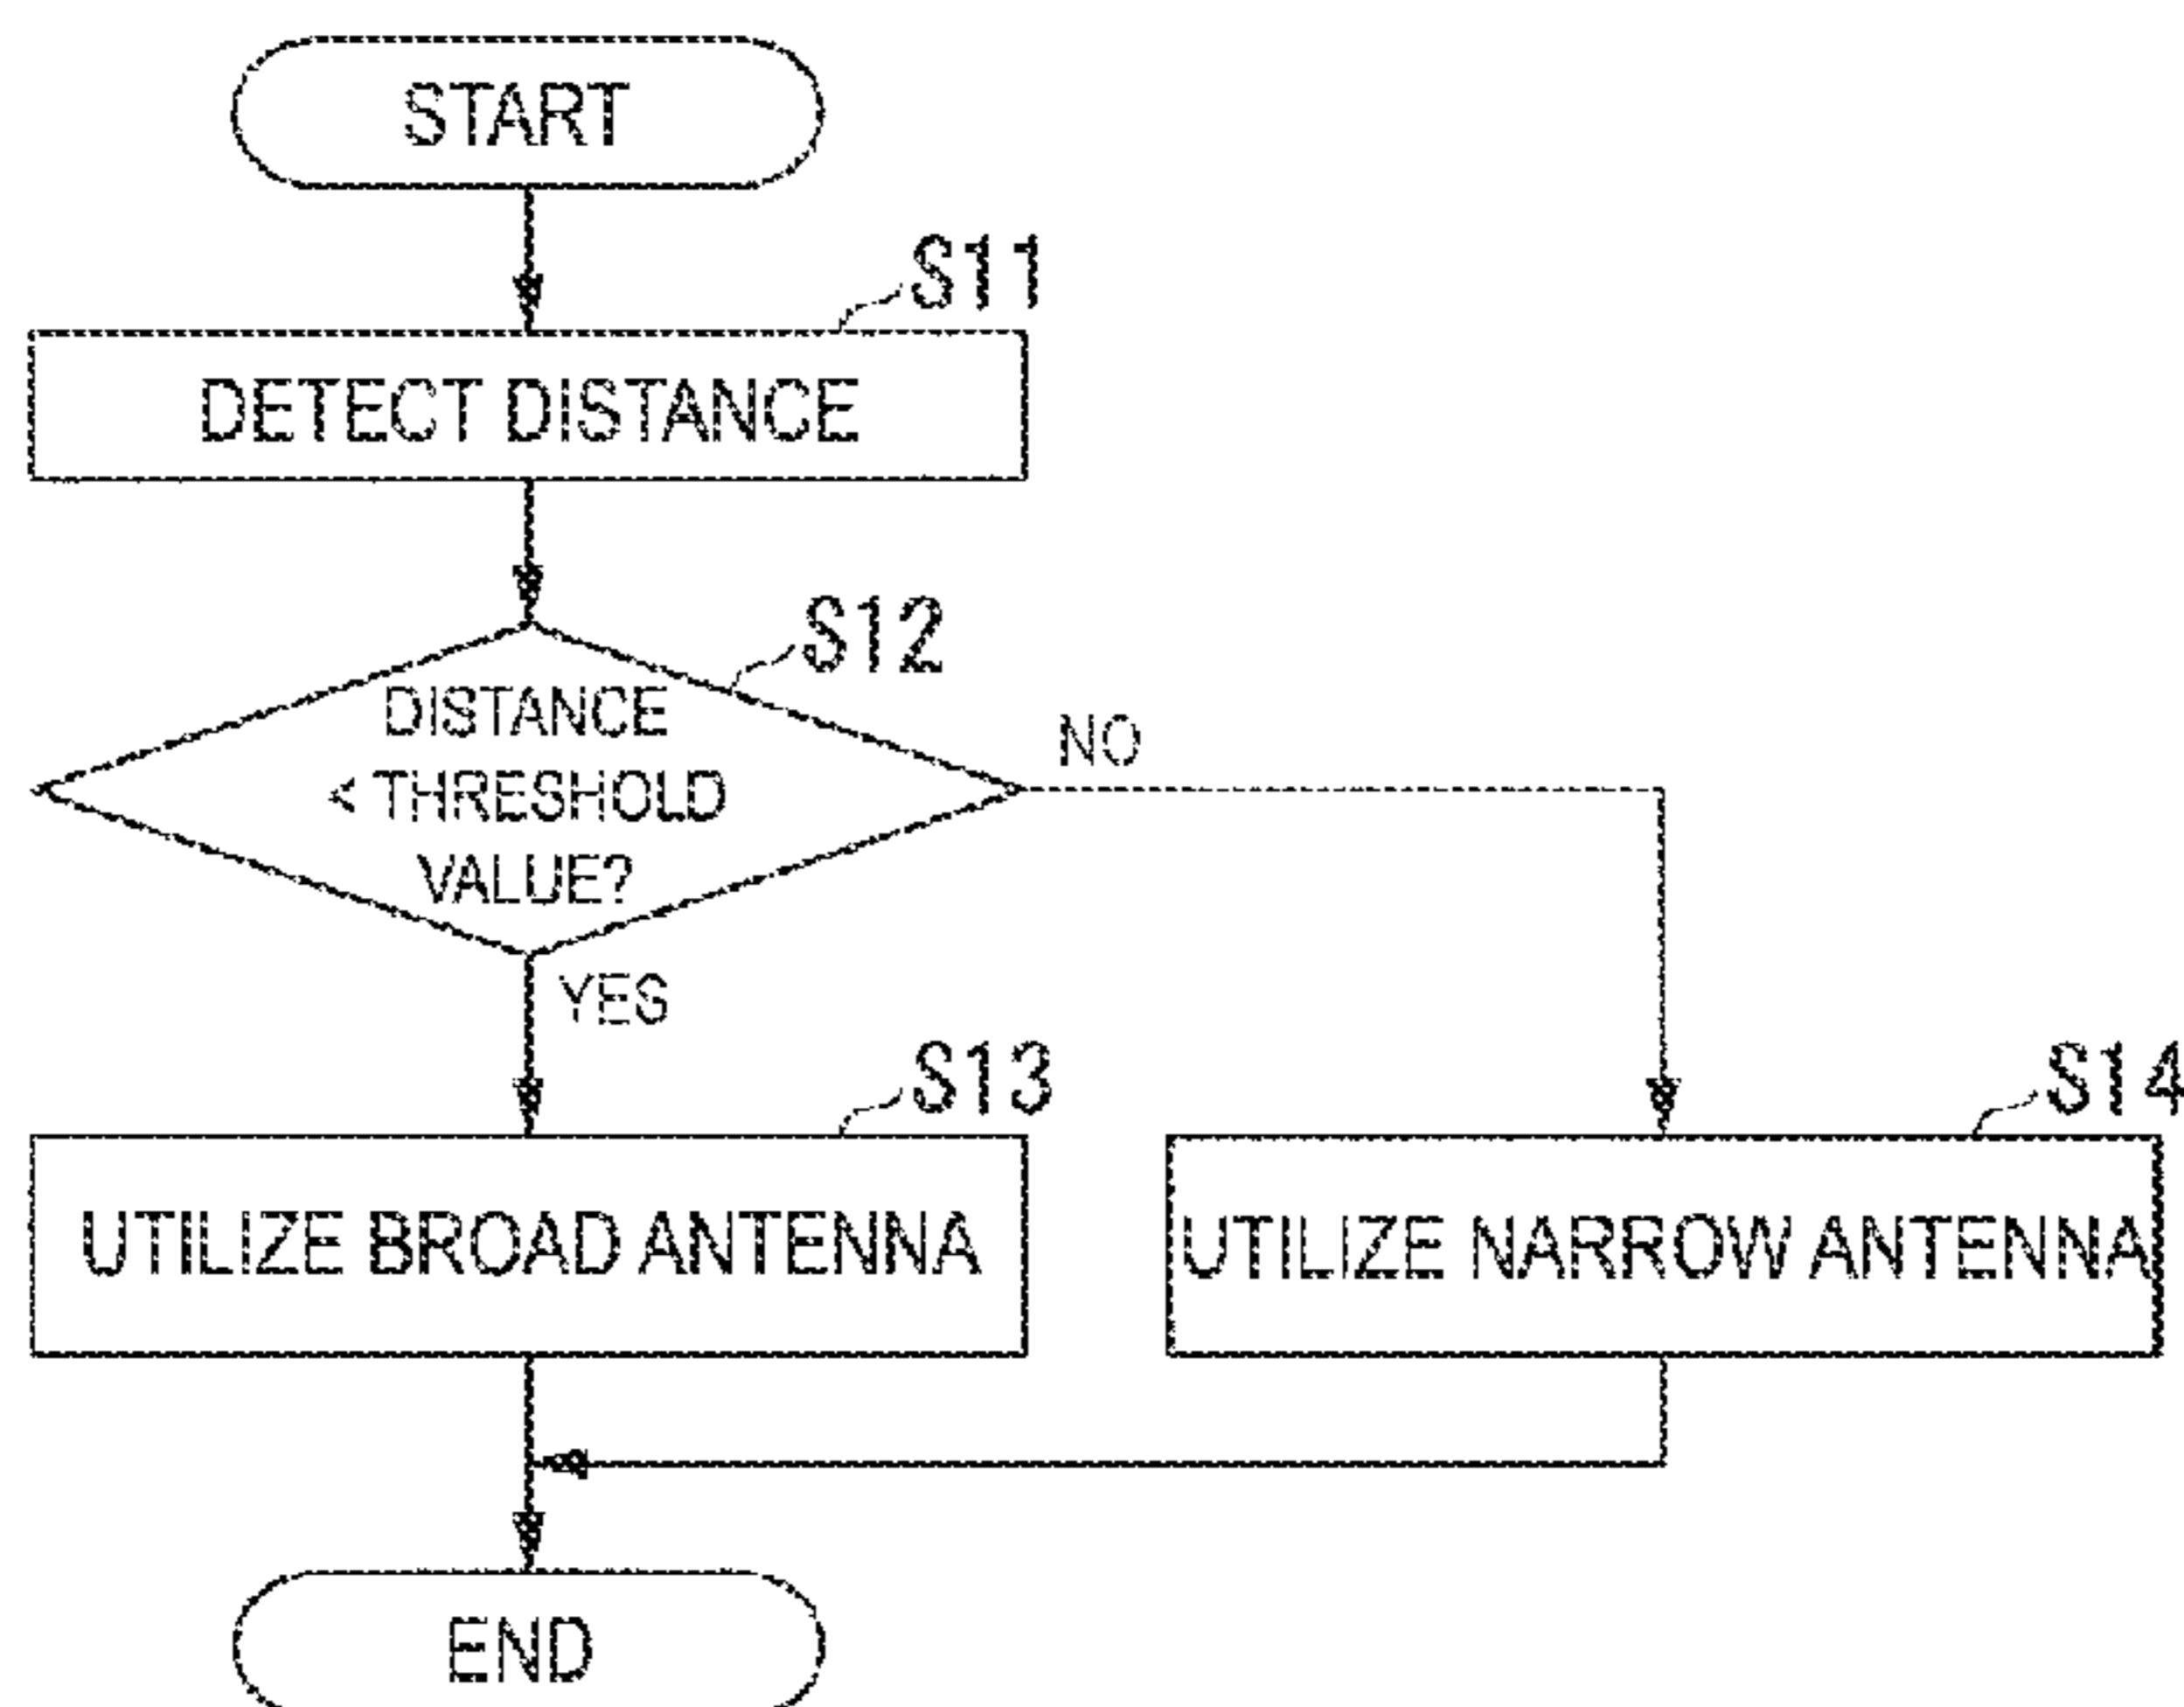 START
S11
DETECT DISTANCE
S12
DISTANCE
< THRESHOLD
VALUE?
NO
YES
S13
S14
UTILIZE BROAD ANTENNA
UTILIZE NARROW ANTENNA
END